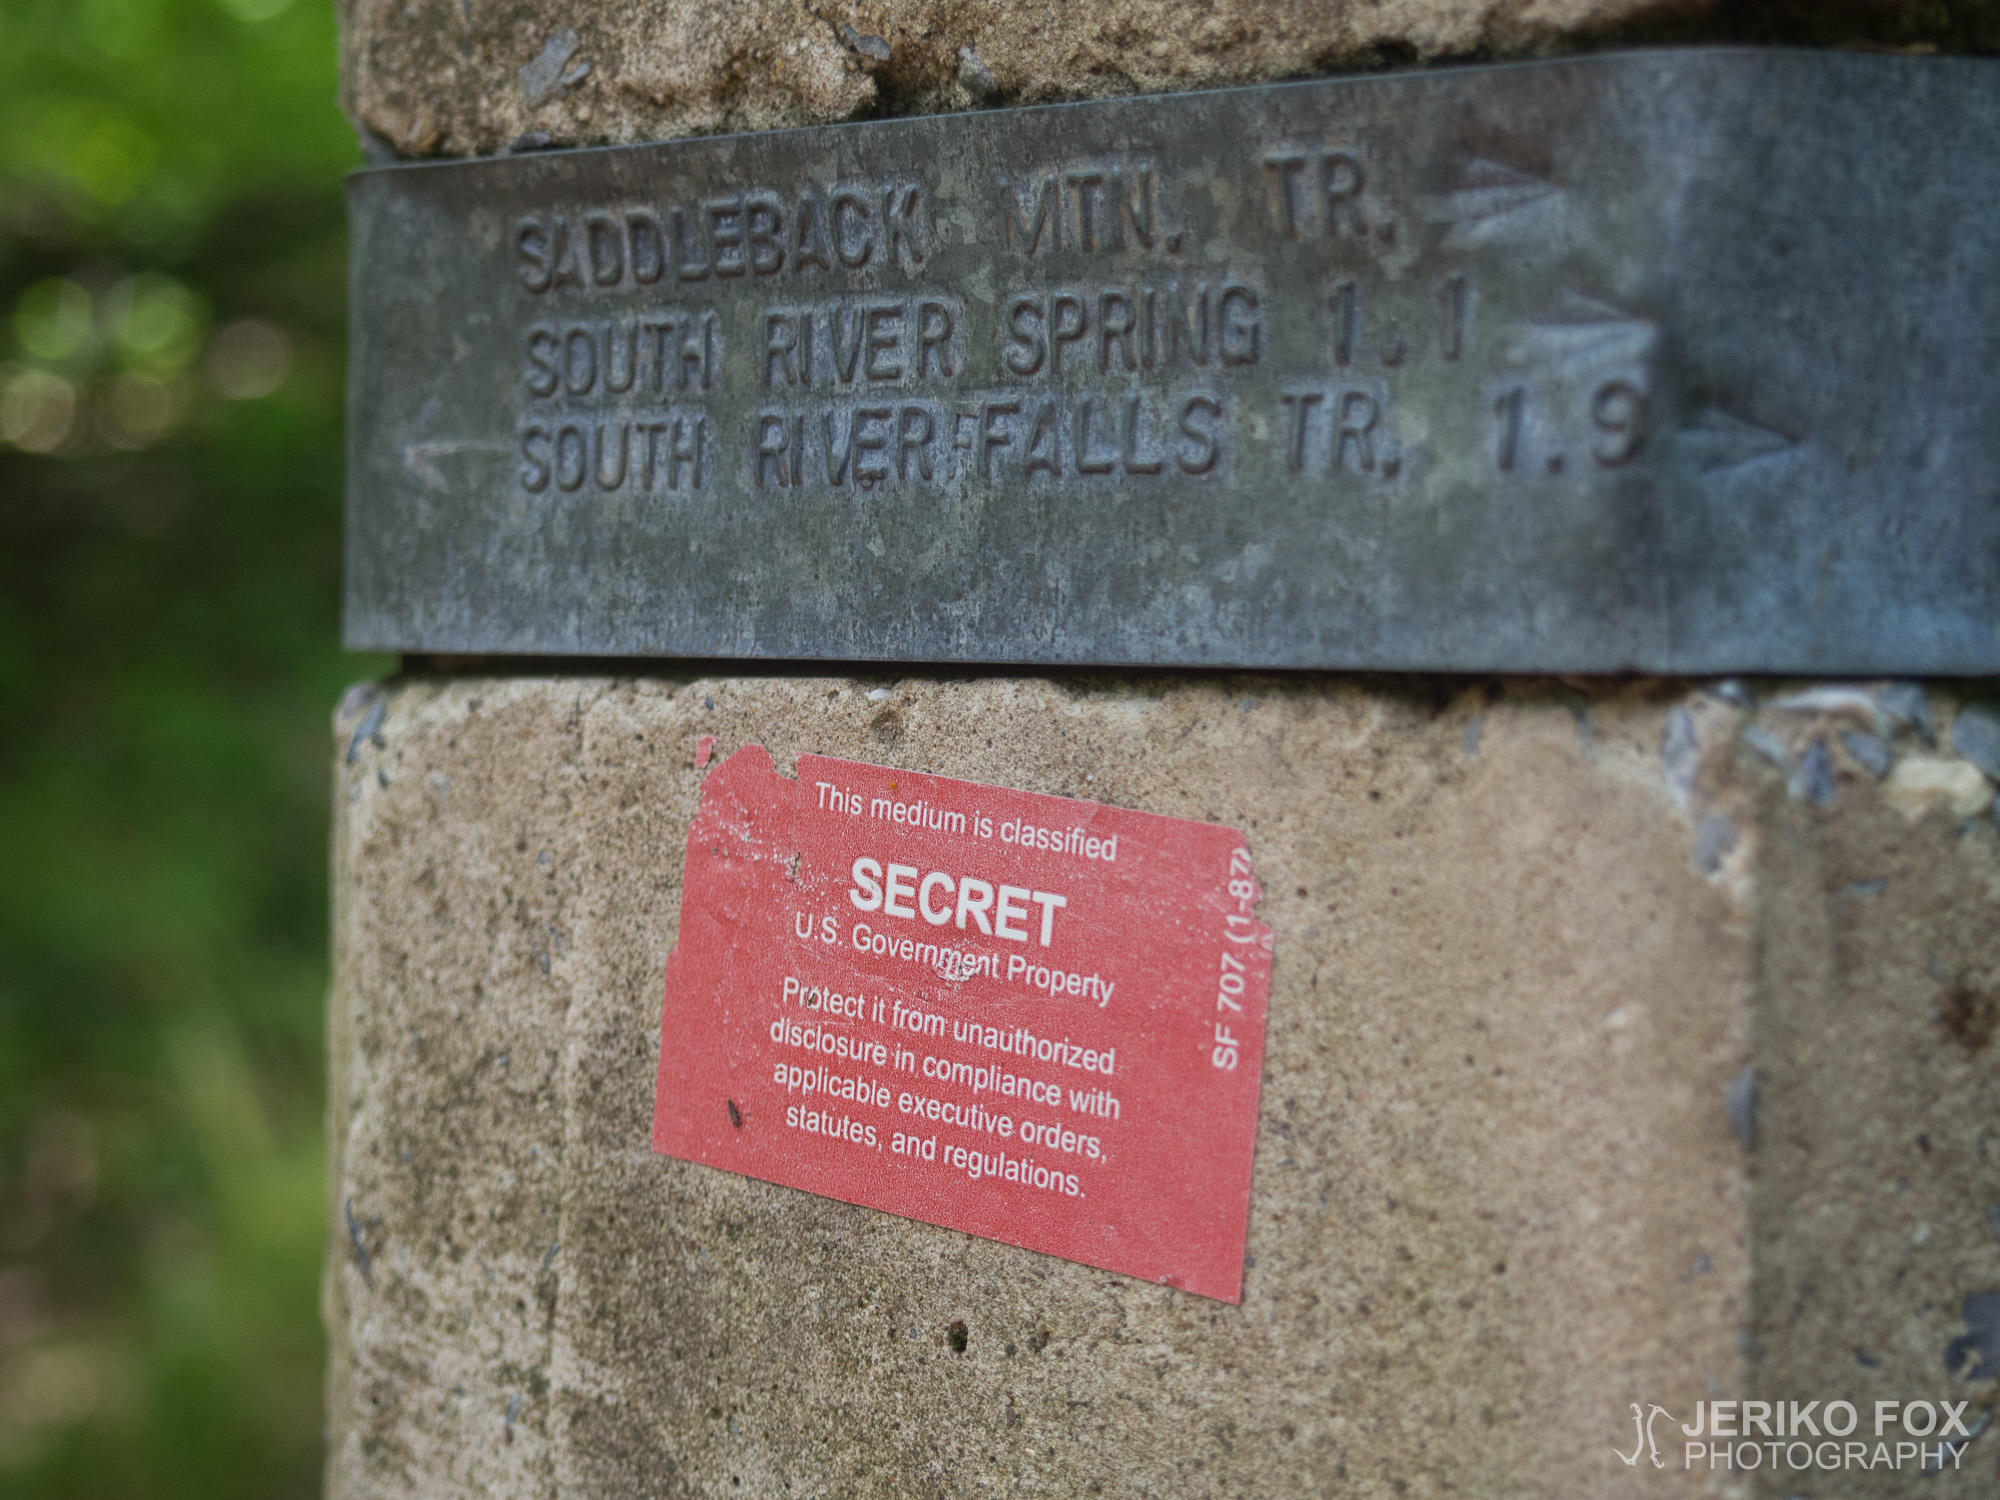 SADDLEBACK MTN. TR.
SOUTH RIVER SPRING 1.1
SOUTH RIVER FALLS TR. 1.9
This medium is classified
SECRET
U.S. Government Property
Protect it from unauthorized
disclosure in compliance with
applicable executive orders,
statutes, and regulations.
SF 707 (1-87)
JERIKO FOX
PHOTOGRAPHY